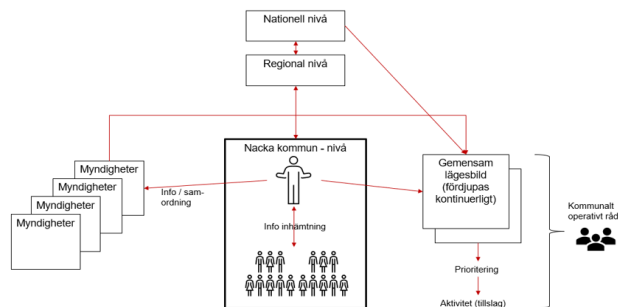 Nationell nivå
Regional nivå
Nacka kommun - nivå
Myndigheter
Myndigheter
Myndigheter
Myndigheter
Info / sam-
ordning
Info inhämtning
Gemensam
lägesbild
(fördjupas
kontinuerligt)
Prioritering
Aktivitet (tillslag)
Kommunalt
operativt råd